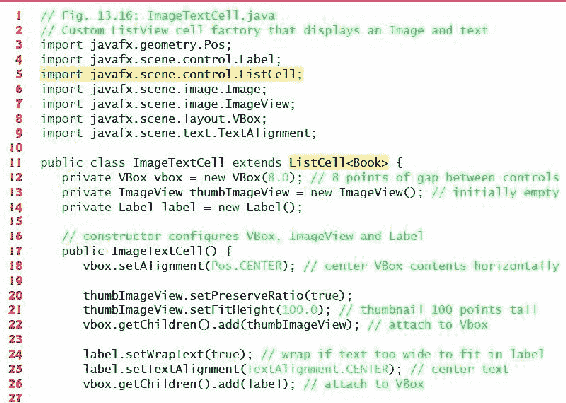 1 // Fig. 13.16: ImageTextCell.java
2 // Custom ListView cell factory that displays an Image and text
3 import javafx.geometry.Pos;
4 import javafx.scene.control.Label;
5 import javafx.scene.control.ListCell;
6 import javafx.scene.image.Image;
7 import javafx.scene.image.ImageView;
8 import javafx.scene.layout.VBox;
9 import javafx.scene.text.TextAlignment;
10
11 public class ImageTextCell extends ListCell<Book> {
12 private VBox vbox = new VBox(8.0); // 8 points of gap between controls
13 private ImageView thumbImageView = new ImageView(); // initially empty
14 private Label label = new Label();
15
16 // constructor configures VBox, ImageView and Label
17 public ImageTextCell() {
18 vbox.setAlignment(Pos.CENTER); // center VBox contents horizontally
19
20 thumbImageView.setPreserveRatio(true);
21 thumbImageView.setFitHeight(100.0); // thumbnail 100 points tall
22 vbox.getChildren().add(thumbImageView); // attach to Vbox
23
24 label.setWrapText(true); // wrap if text too wide to fit in label
25 label.setTextAlignment(TextAlignment.CENTER); // center text
26 vbox.getChildren().add(label); // attach to VBox
27